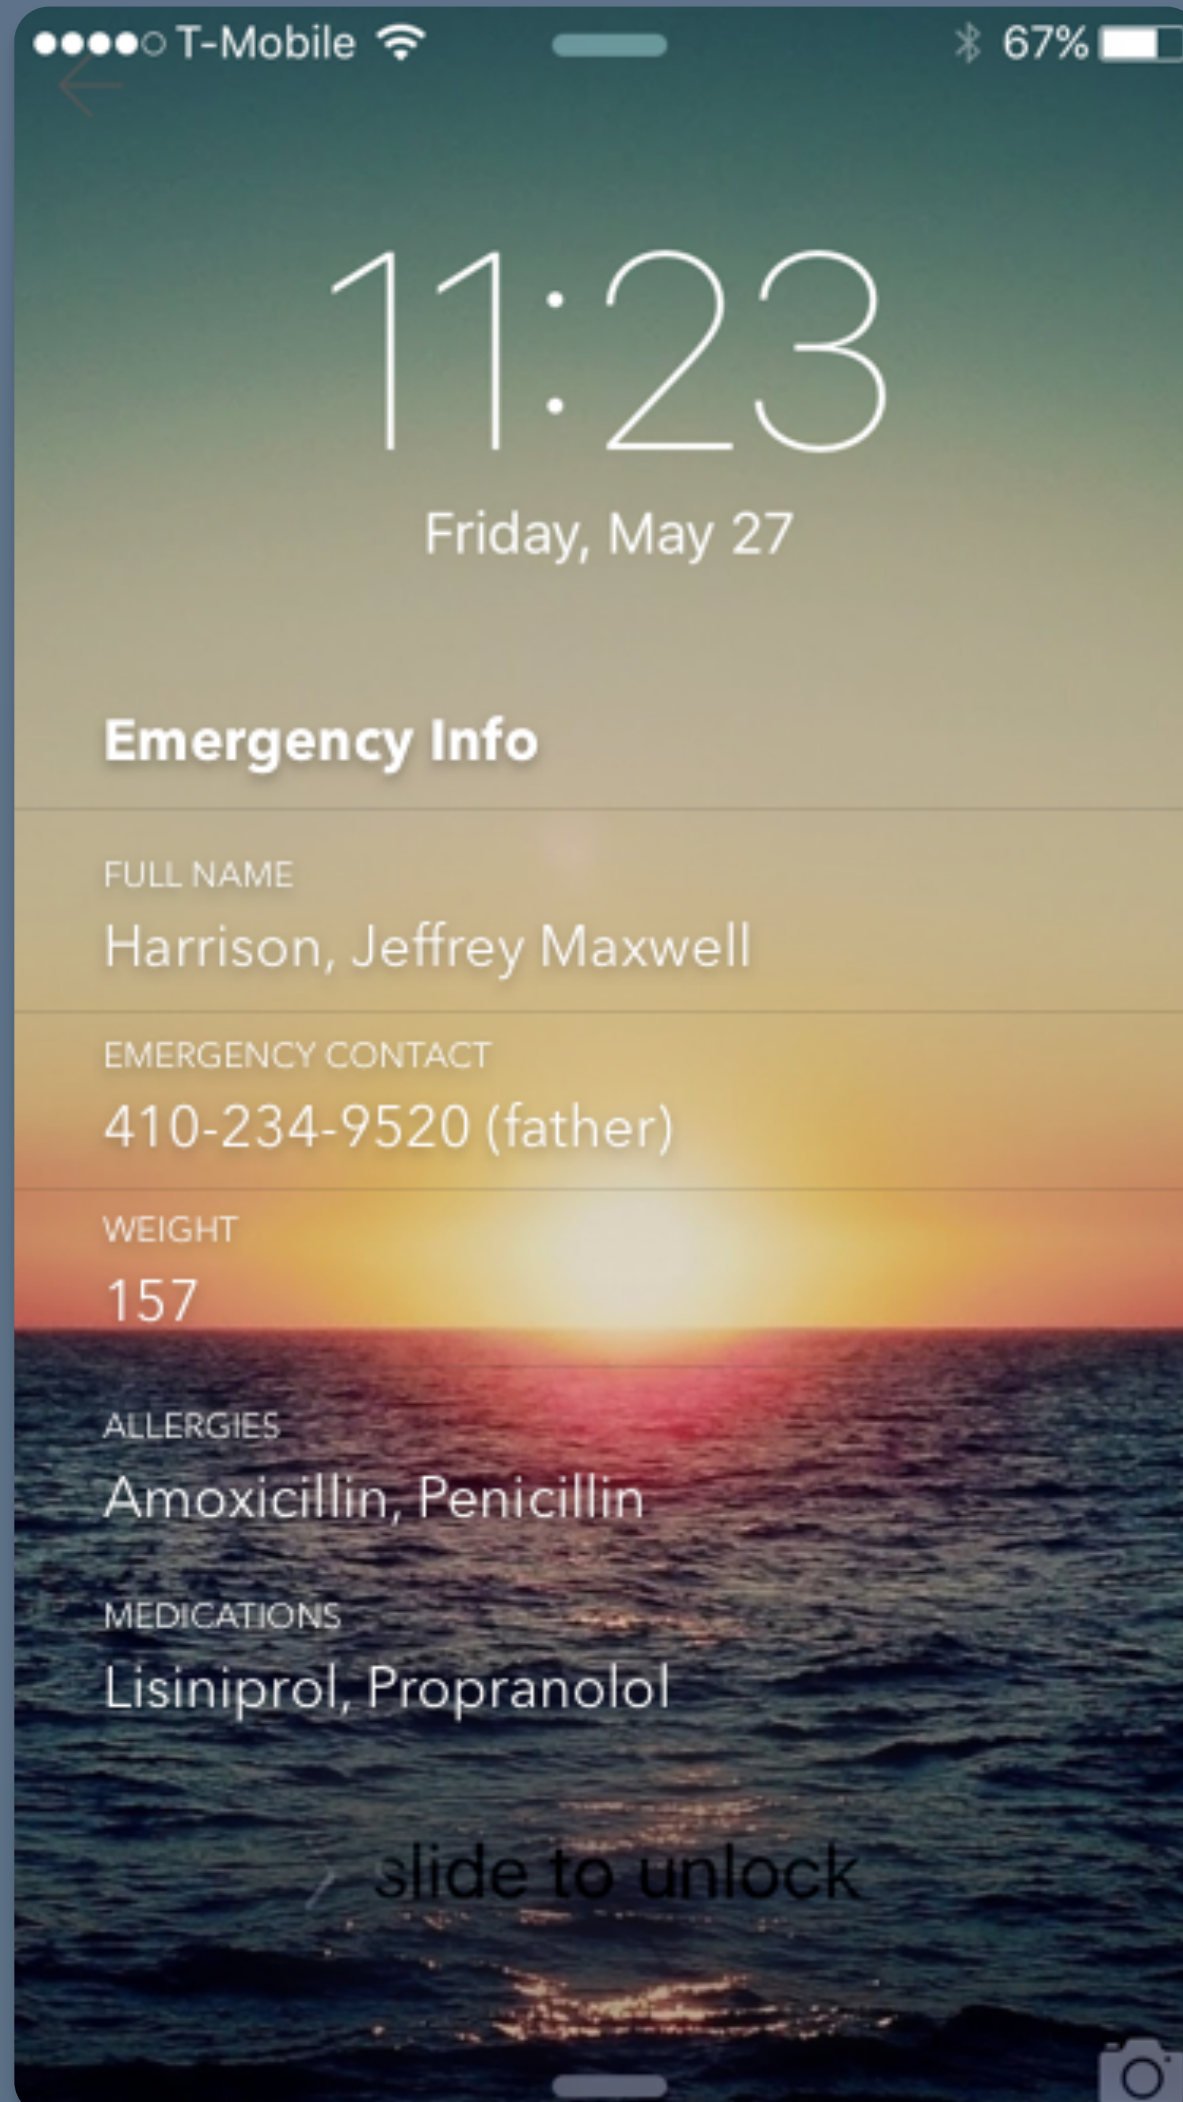 T-Mobile 67%
11:23
Friday, May 27
Emergency Info
FULL NAME
Harrison, Jeffrey Maxwell
EMERGENCY CONTACT
410-234-9520 (father)
WEIGHT
157
ALLERGIES
Amoxicillin, Penicillin
MEDICATIONS
Lisiniprol, Propranolol
slide to unlock